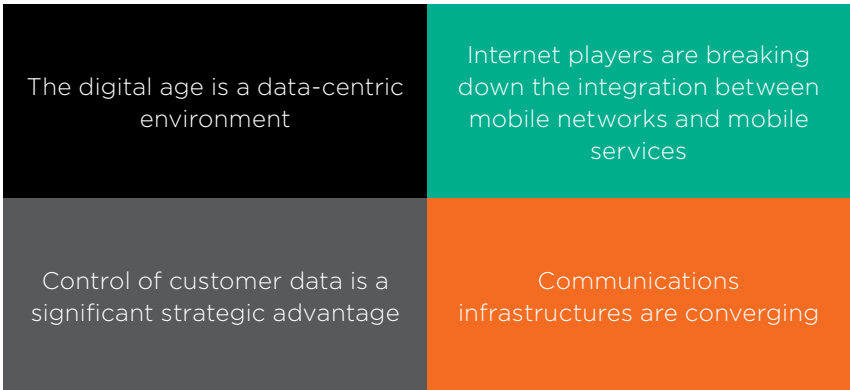 The digital age is a data-centric
environment
Internet players are breaking
down the integration between
mobile networks and mobile
services
Control of customer data is a
significant strategic advantage
Communications
infrastructures are converging